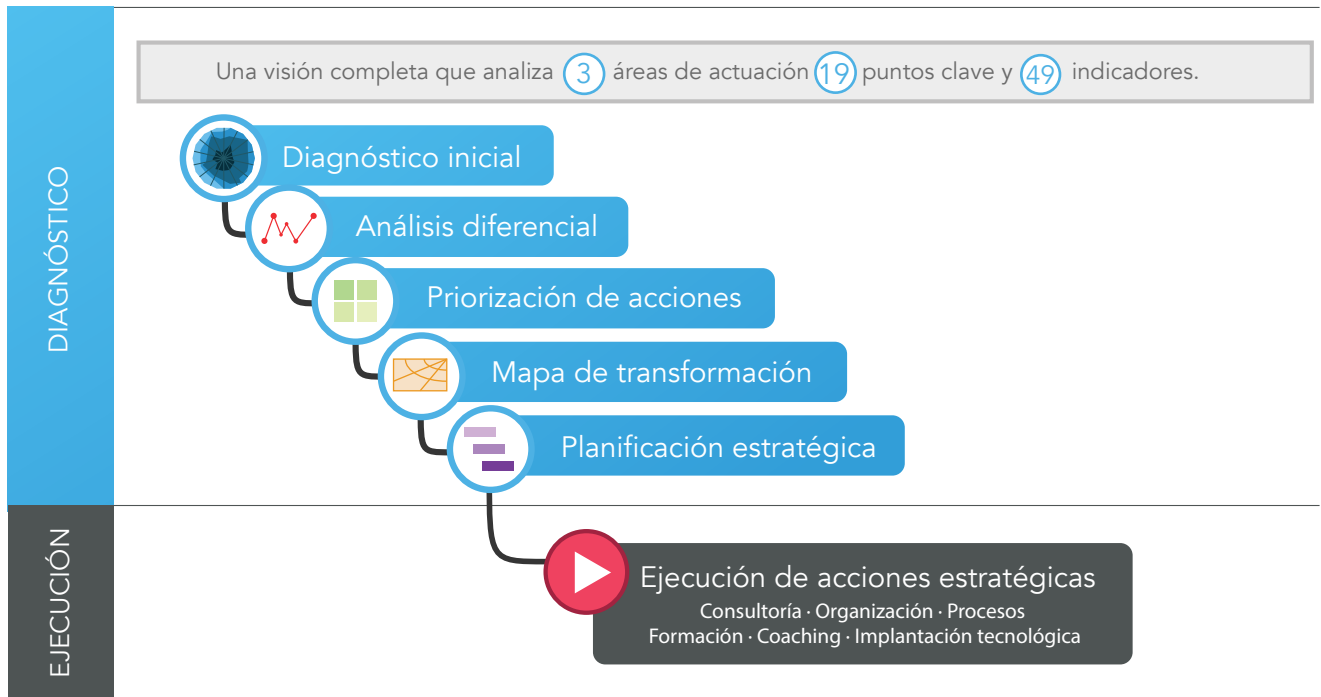 Una visión completa que analiza 3 áreas de actuación 19 puntos clave y 49 indicadores.
DIAGNÓSTICO
Diagnóstico inicial
Análisis diferencial
Priorización de acciones
Mapa de transformación
Planificación estratégica
EJECUCIÓN
Ejecución de acciones estratégicas
Consultoría · Organización · Procesos
Formación · Coaching · Implantación tecnológica